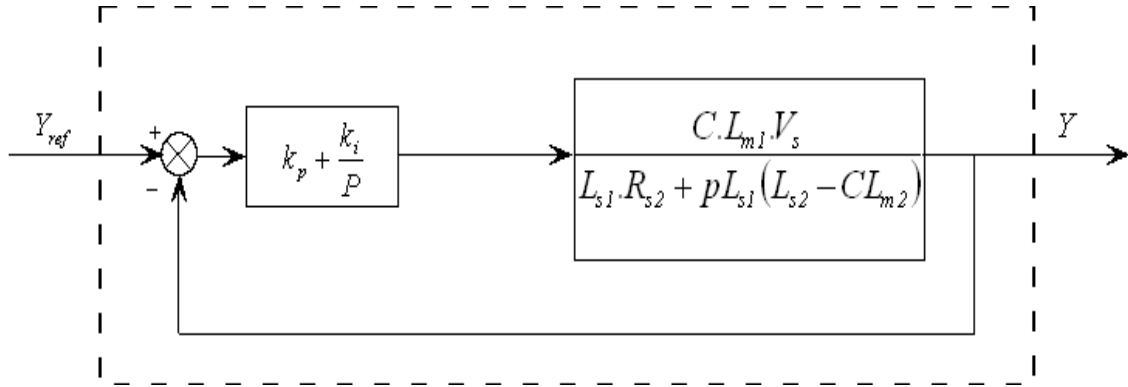 Y_ref
+
−
k_p + k_i / P
C.L_m1.V_s
L_s1.R_s2 + pL_s1(L_s2 − CL_m2)
Y